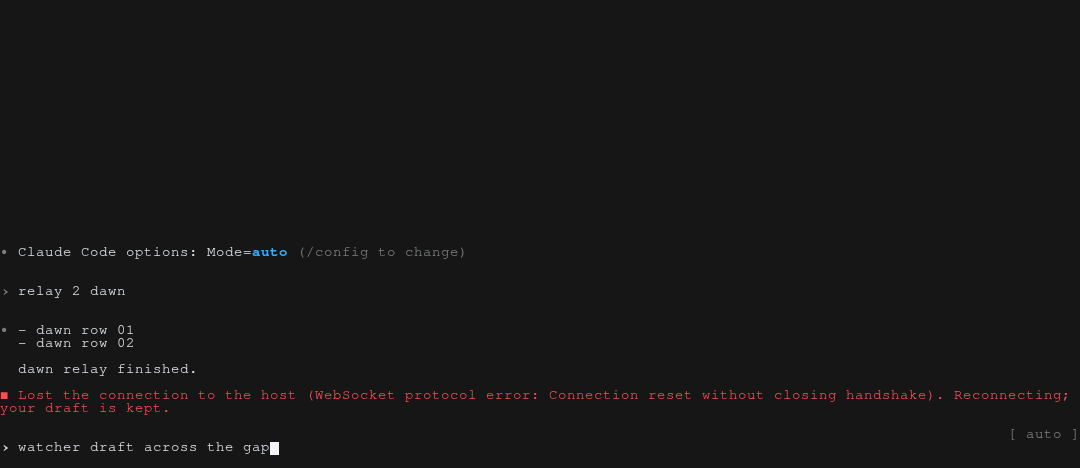 • Claude Code options: Mode=auto (/config to change)
› relay 2 dawn
• - dawn row 01
- dawn row 02
dawn relay finished.
■ Lost the connection to the host (WebSocket protocol error: Connection reset without closing handshake). Reconnecting;
your draft is kept.
[ auto ]
› watcher draft across the gap